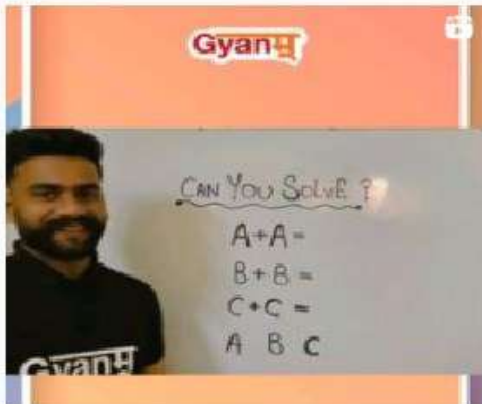 Gyanम्
CAN YOU SOLVE ?
A+A=
B+B=
C+C=
A B C
Gyanम्